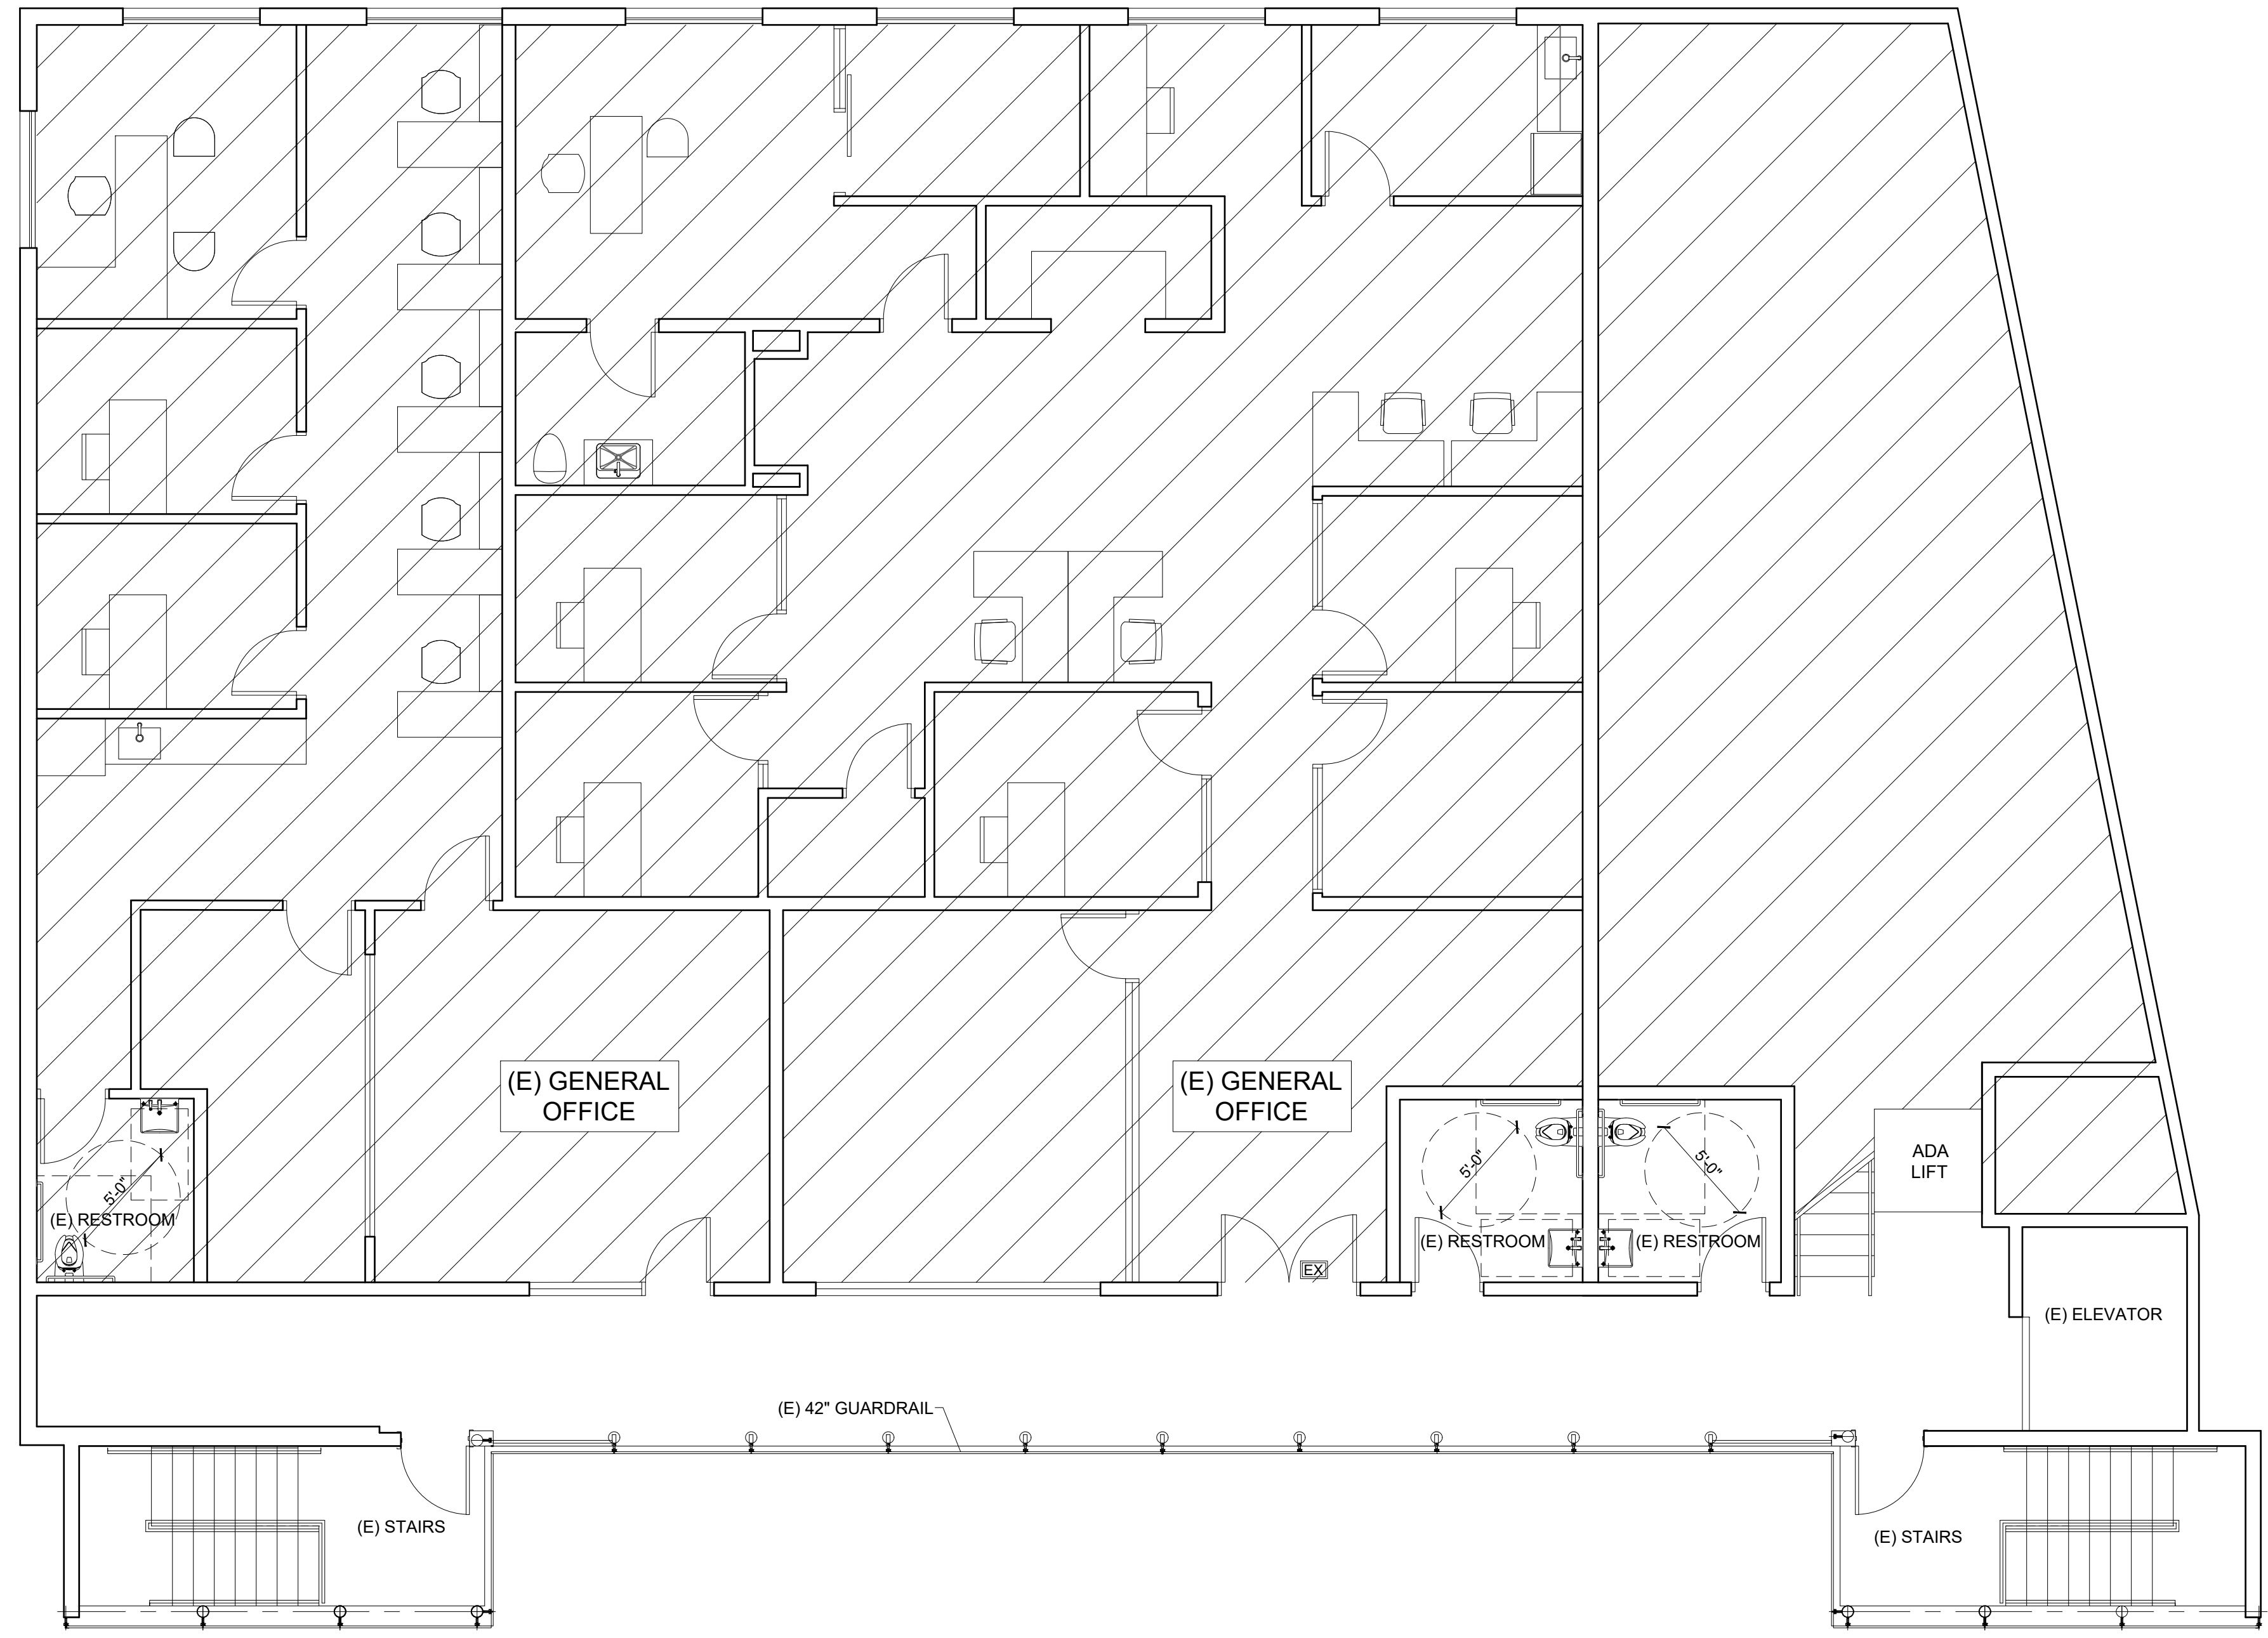 (E) GENERAL
OFFICE
(E) GENERAL
OFFICE
ADA
LIFT
5'-0"
5'-0"
5'-0"
(E) RESTROOM
(E) RESTROOM
(E) RESTROOM
EX
(E) ELEVATOR
(E) 42" GUARDRAIL
(E) STAIRS
(E) STAIRS